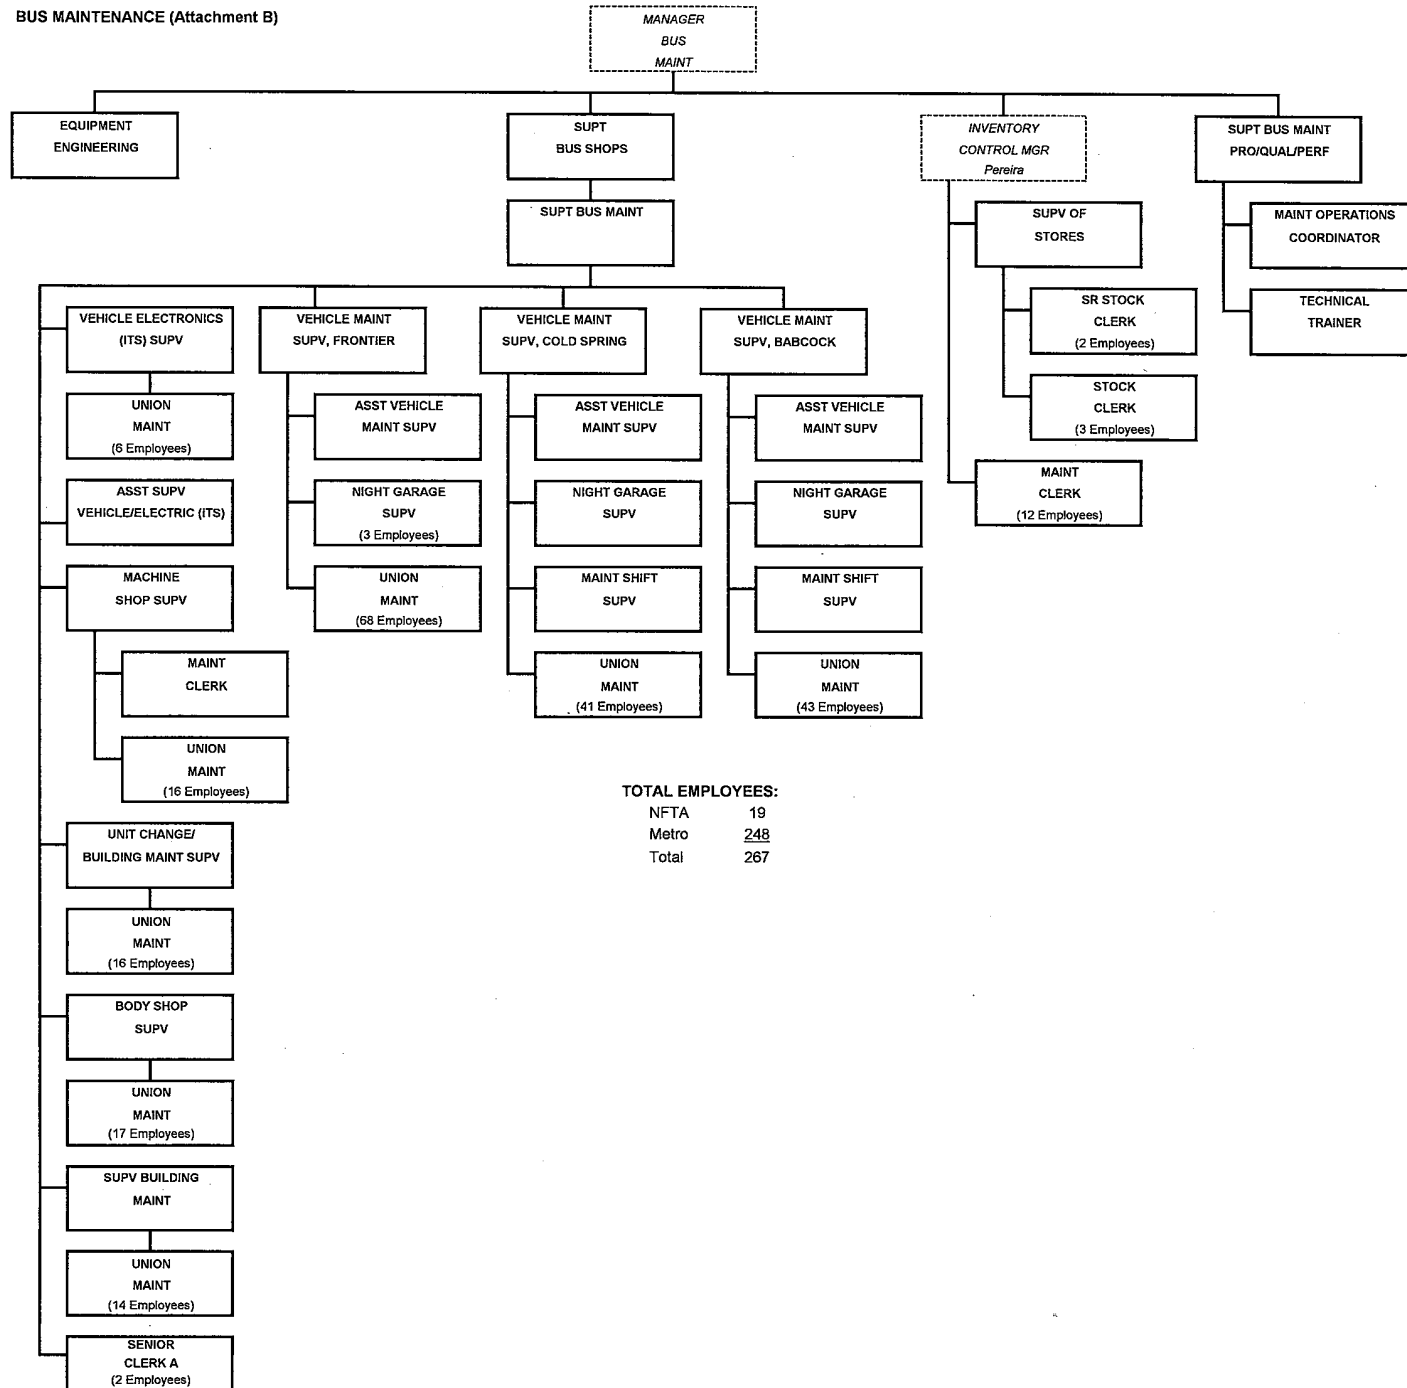 BUS MAINTENANCE (Attachment B)
MANAGER
BUS
MAINT
EQUIPMENT
ENGINEERING
SUPT
BUS SHOPS
INVENTORY
CONTROL MGR
Pereira
SUPT BUS MAINT
PRO/QUAL/PERF
SUPT BUS MAINT
SUPV OF
STORES
MAINT OPERATIONS
COORDINATOR
SR STOCK
CLERK
(2 Employees)
TECHNICAL
TRAINER
STOCK
CLERK
(3 Employees)
MAINT
CLERK
(12 Employees)
VEHICLE ELECTRONICS
(ITS) SUPV
UNION
MAINT
(6 Employees)
ASST SUPV
VEHICLE/ELECTRIC (ITS)
MACHINE
SHOP SUPV
MAINT
CLERK
UNION
MAINT
(16 Employees)
UNIT CHANGE/
BUILDING MAINT SUPV
UNION
MAINT
(16 Employees)
BODY SHOP
SUPV
UNION
MAINT
(17 Employees)
SUPV BUILDING
MAINT
UNION
MAINT
(14 Employees)
SENIOR
CLERK A
(2 Employees)
VEHICLE MAINT
SUPV, FRONTIER
ASST VEHICLE
MAINT SUPV
NIGHT GARAGE
SUPV
(3 Employees)
UNION
MAINT
(68 Employees)
VEHICLE MAINT
SUPV, COLD SPRING
ASST VEHICLE
MAINT SUPV
NIGHT GARAGE
SUPV
MAINT SHIFT
SUPV
UNION
MAINT
(41 Employees)
VEHICLE MAINT
SUPV, BABCOCK
ASST VEHICLE
MAINT SUPV
NIGHT GARAGE
SUPV
MAINT SHIFT
SUPV
UNION
MAINT
(43 Employees)
TOTAL EMPLOYEES:
NFTA 19
Metro 248
Total 267